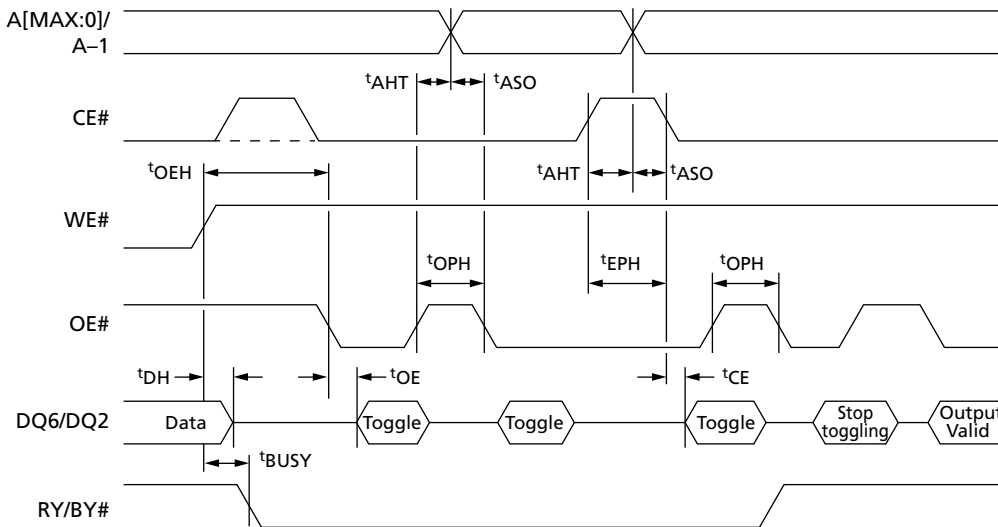 A[MAX:0]/
A–1
tAHT
tASO
CE#
tOEH
tAHT
tASO
WE#
tOPH
tEPH
tOPH
OE#
tDH
tOE
tCE
DQ6/DQ2
Data
Toggle
Toggle
Toggle
Stop
toggling
Output
Valid
tBUSY
RY/BY#